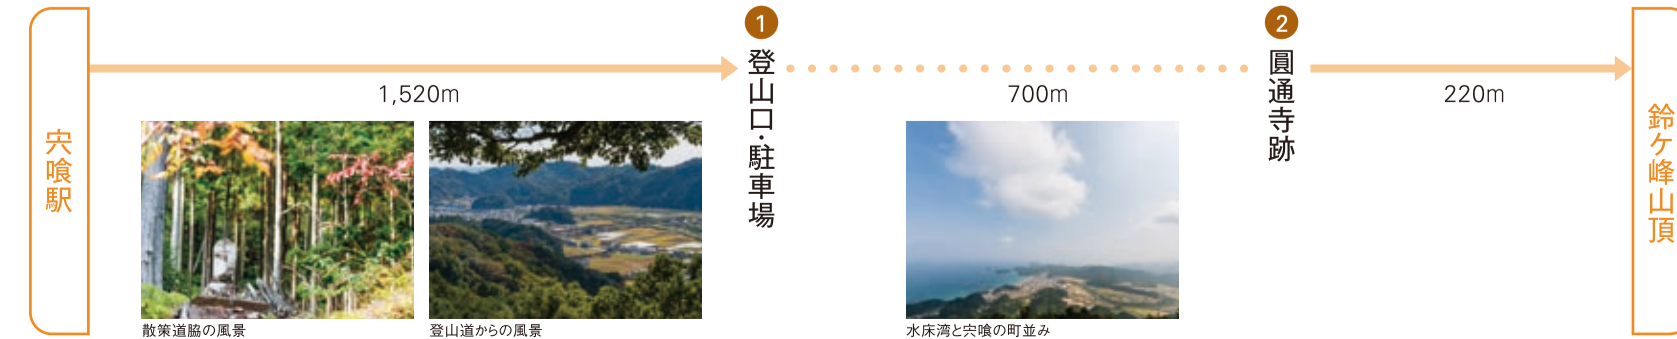 宍喰駅
1,520m
散策道脇の風景
登山道からの風景
1
登山口・駐車場
700m
水床湾と宍喰の町並み
2
圓通寺跡
220m
鈴ケ峰山頂